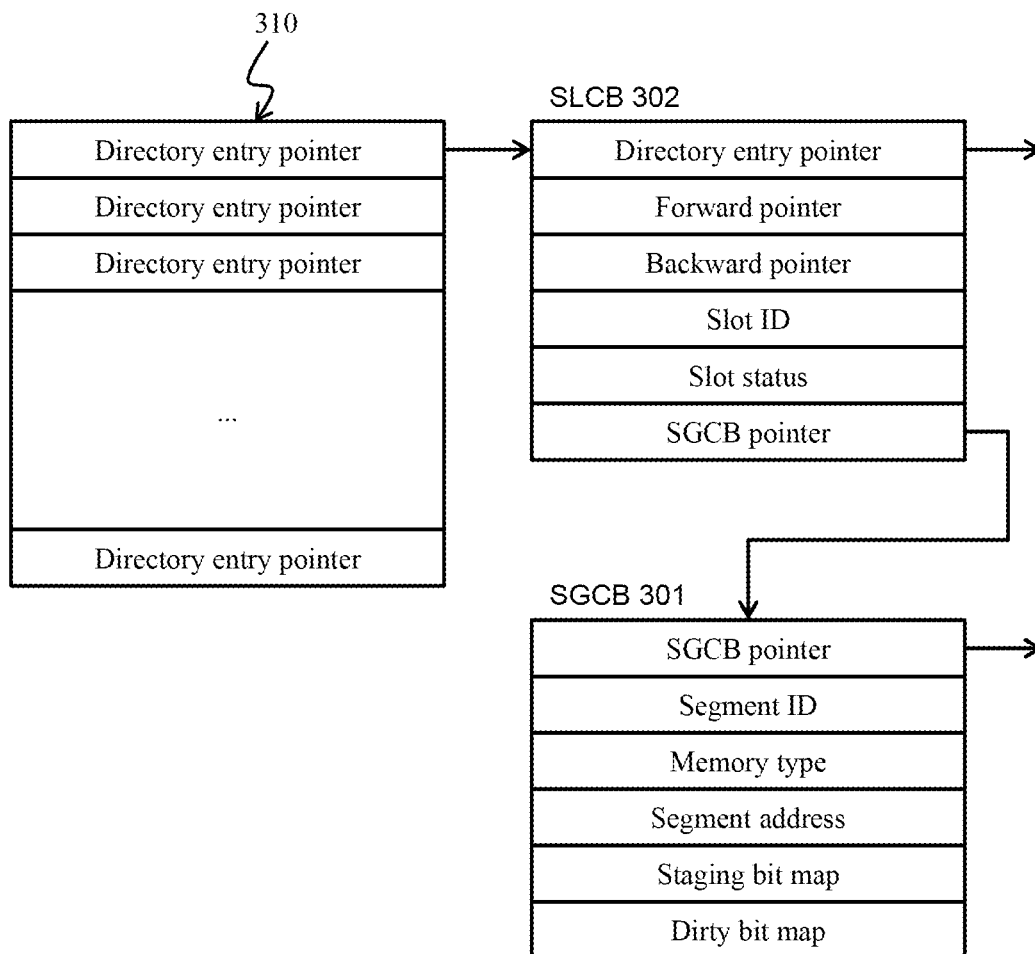 310
Directory entry pointer
Directory entry pointer
Directory entry pointer
...
Directory entry pointer
SLCB 302
Directory entry pointer
Forward pointer
Backward pointer
Slot ID
Slot status
SGCB pointer
SGCB 301
SGCB pointer
Segment ID
Memory type
Segment address
Staging bit map
Dirty bit map